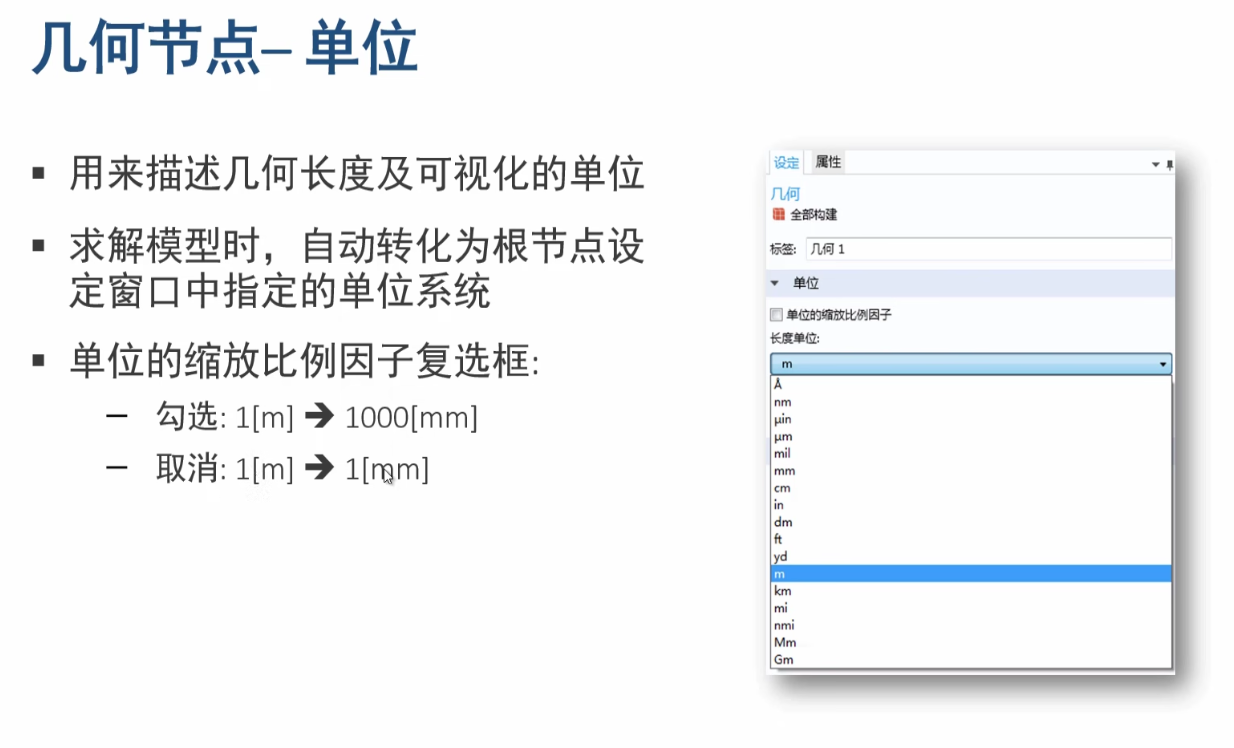 几何节点– 单位
▪ 用来描述几何长度及可视化的单位
▪ 求解模型时，自动转化为根节点设
定窗口中指定的单位系统
▪ 单位的缩放比例因子复选框:
– 勾选: 1[m] ➔ 1000[mm]
– 取消: 1[m] ➔ 1[mm]
设定 属性
几何
全部构建
标签: 几何 1
单位
单位的缩放比例因子
长度单位:
m
Å
nm
µin
µm
mil
mm
cm
in
dm
ft
yd
m
km
mi
nmi
Mm
Gm